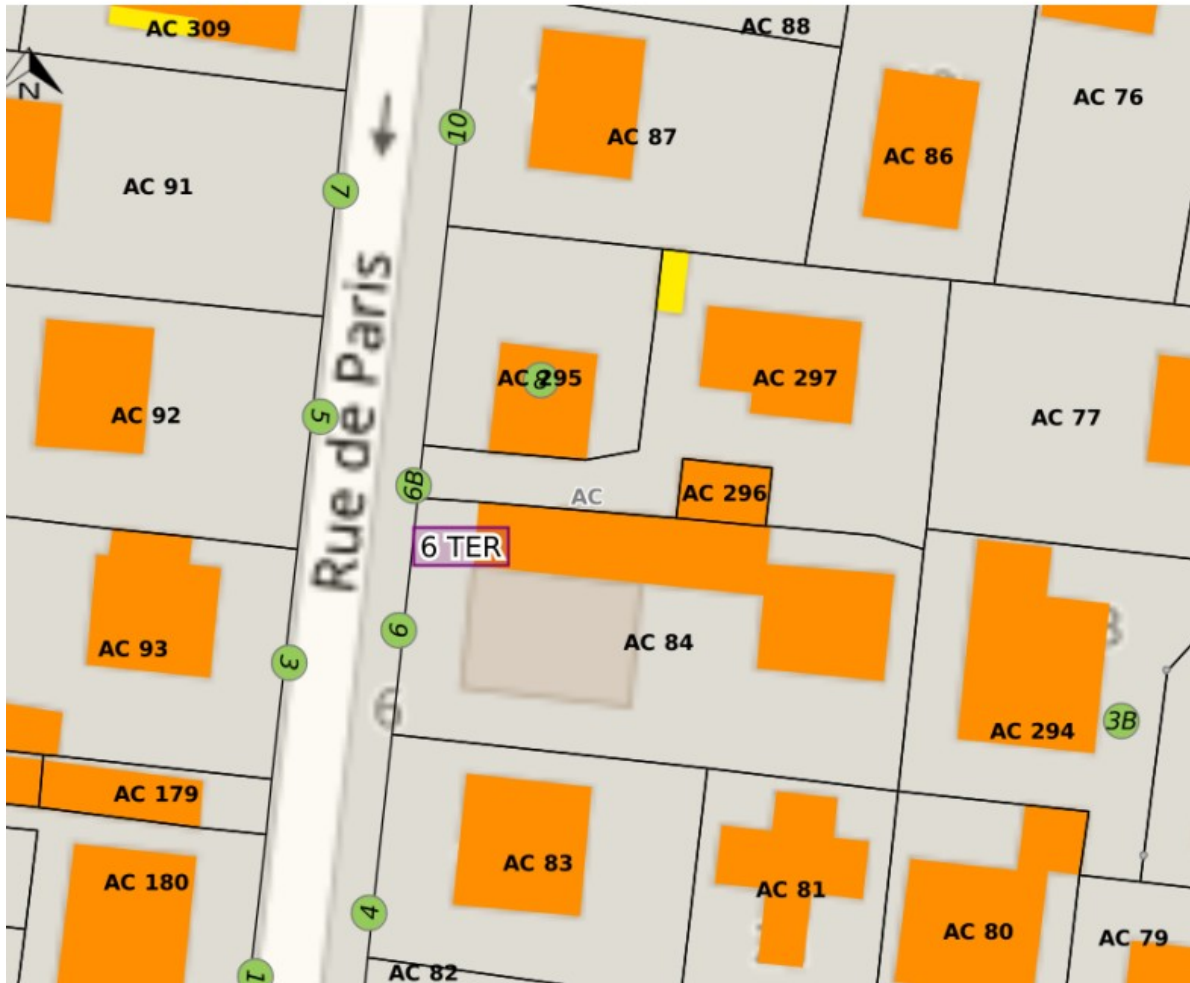 AC 309
AC 88
AC 76
N
AC 87
10
AC 86
AC 91
7
Rue de Paris
AC 295
8
AC 297
AC 92
5
AC 77
6B
AC
AC 296
6 TER
AC 93
3
6
AC 84
AC 294
3B
AC 179
AC 83
AC 180
AC 81
4
AC 80
AC 79
AC 82
1